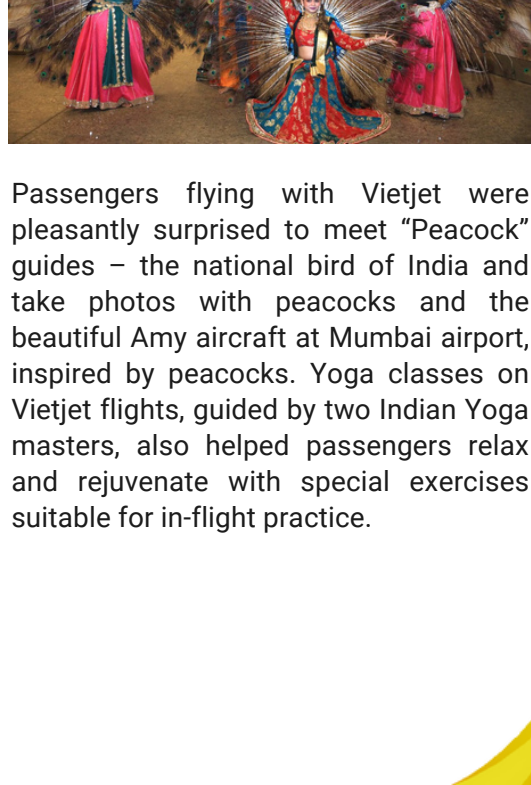 Passengers flying with Vietjet were
pleasantly surprised to meet “Peacock”
guides – the national bird of India and
take photos with peacocks and the
beautiful Amy aircraft at Mumbai airport,
inspired by peacocks. Yoga classes on
Vietjet flights, guided by two Indian Yoga
masters, also helped passengers relax
and rejuvenate with special exercises
suitable for in-flight practice.